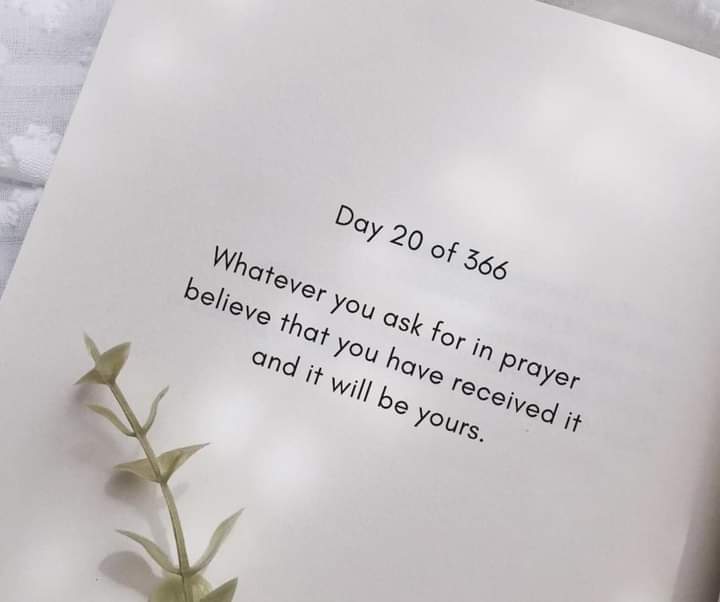 Day 20 of 366
Whatever you ask for in prayer
believe that you have received it
and it will be yours.